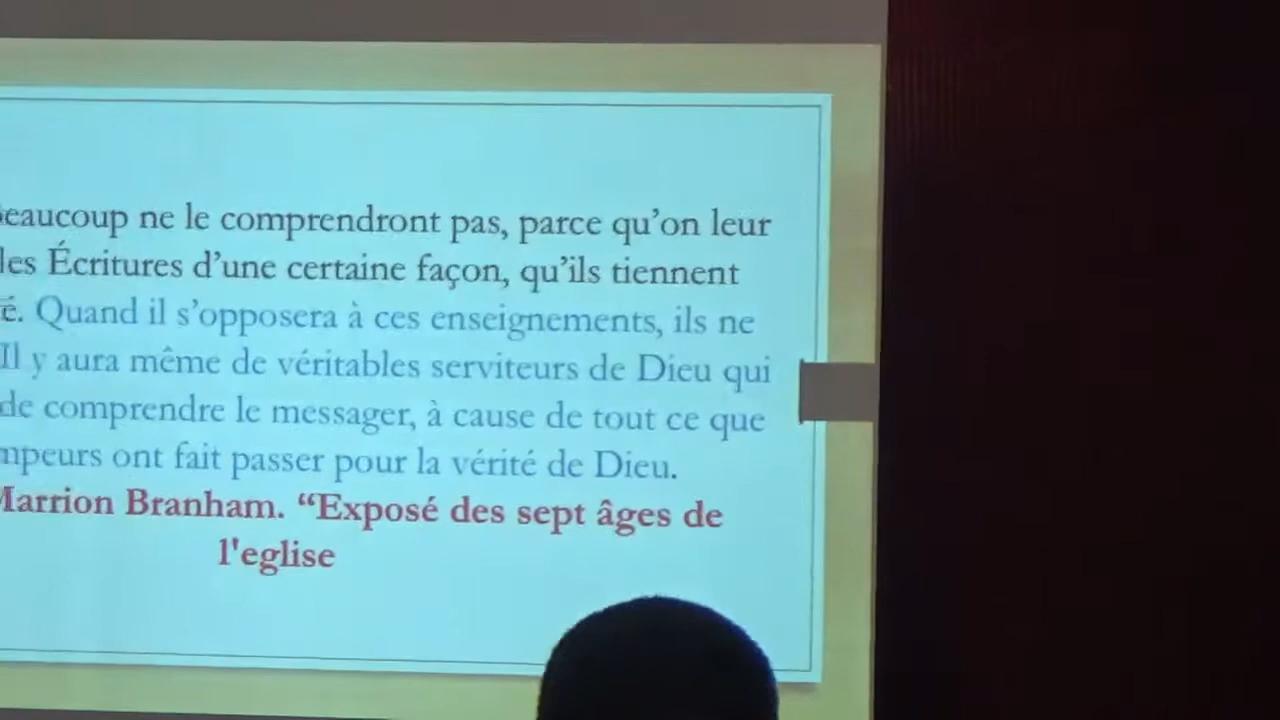 beaucoup ne le comprendront pas, parce qu'on leur
les Écritures d'une certaine façon, qu'ils tiennent
é. Quand il s'opposera à ces enseignements, ils ne
Il y aura même de véritables serviteurs de Dieu qui
de comprendre le messager, à cause de tout ce que
mpeurs ont fait passer pour la vérité de Dieu.
Marrion Branham. “Exposé des sept âges de
l'eglise